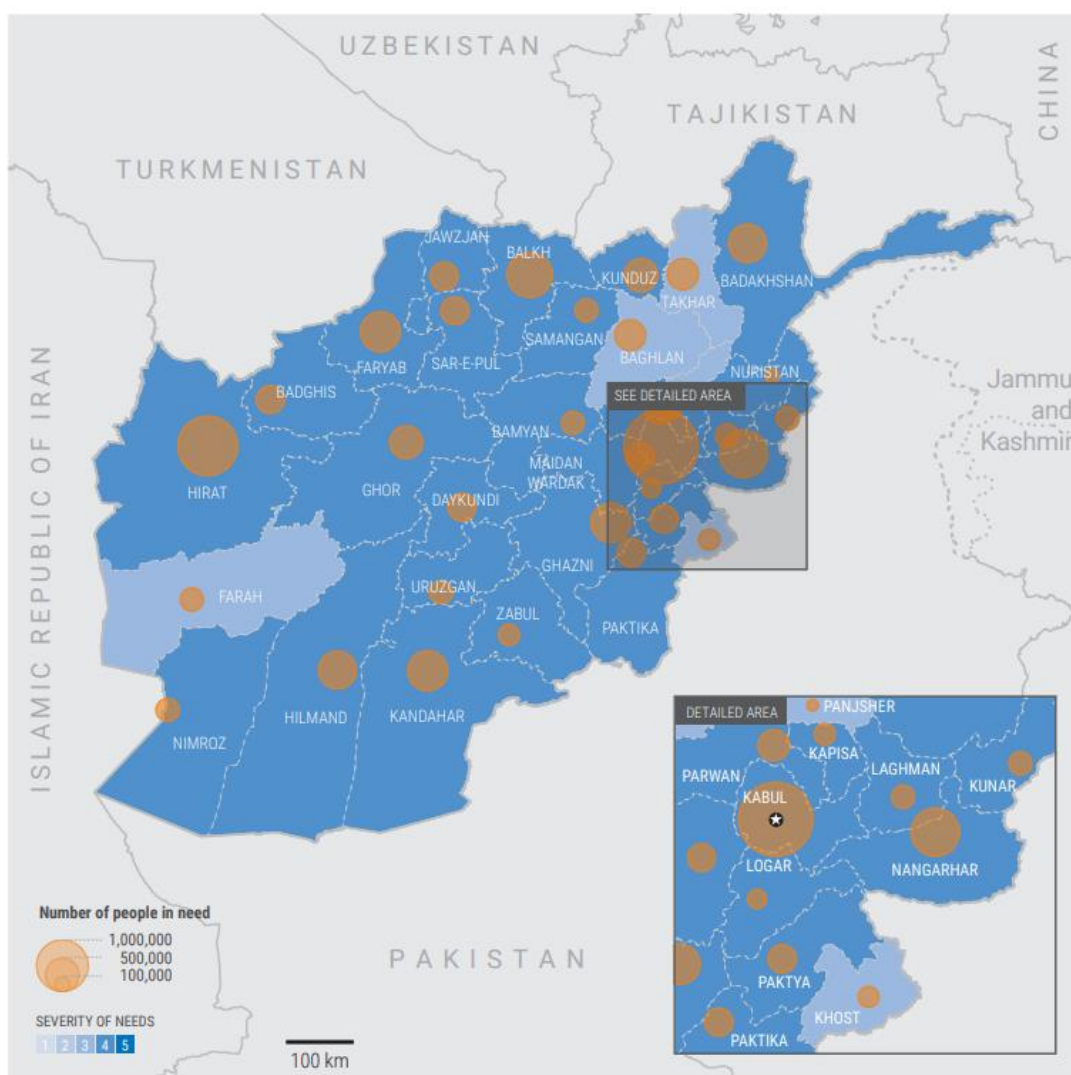 UZBEKISTAN
CHINA
TAJIKISTAN
TURKMENISTAN
JAWZJAN
BALKH
KUNDUZ
TAKHAR
BADAKHSHAN
SAMANGAN
FARYAB
SAR-E-PUL
BAGHLAN
BADGHIS
NURISTAN
SEE DETAILED AREA
Jammu
and
Kashmir
ISLAMIC REPUBLIC OF IRAN
BAMYAN
HIRAT
GHOR
MAIDAN
WARDAK
DAYKUNDI
GHAZNI
FARAH
URUZGAN
ZABUL
PAKTIKA
HILMAND
KANDAHAR
NIMROZ
DETAILED AREA
PANJSHER
KAPISA
PARWAN
LAGHMAN
KUNAR
KABUL
LOGAR
NANGARHAR
PAKTYA
KHOST
PAKTIKA
PAKISTAN
Number of people in need
1,000,000
500,000
100,000
SEVERITY OF NEEDS
1 2 3 4 5
100 km